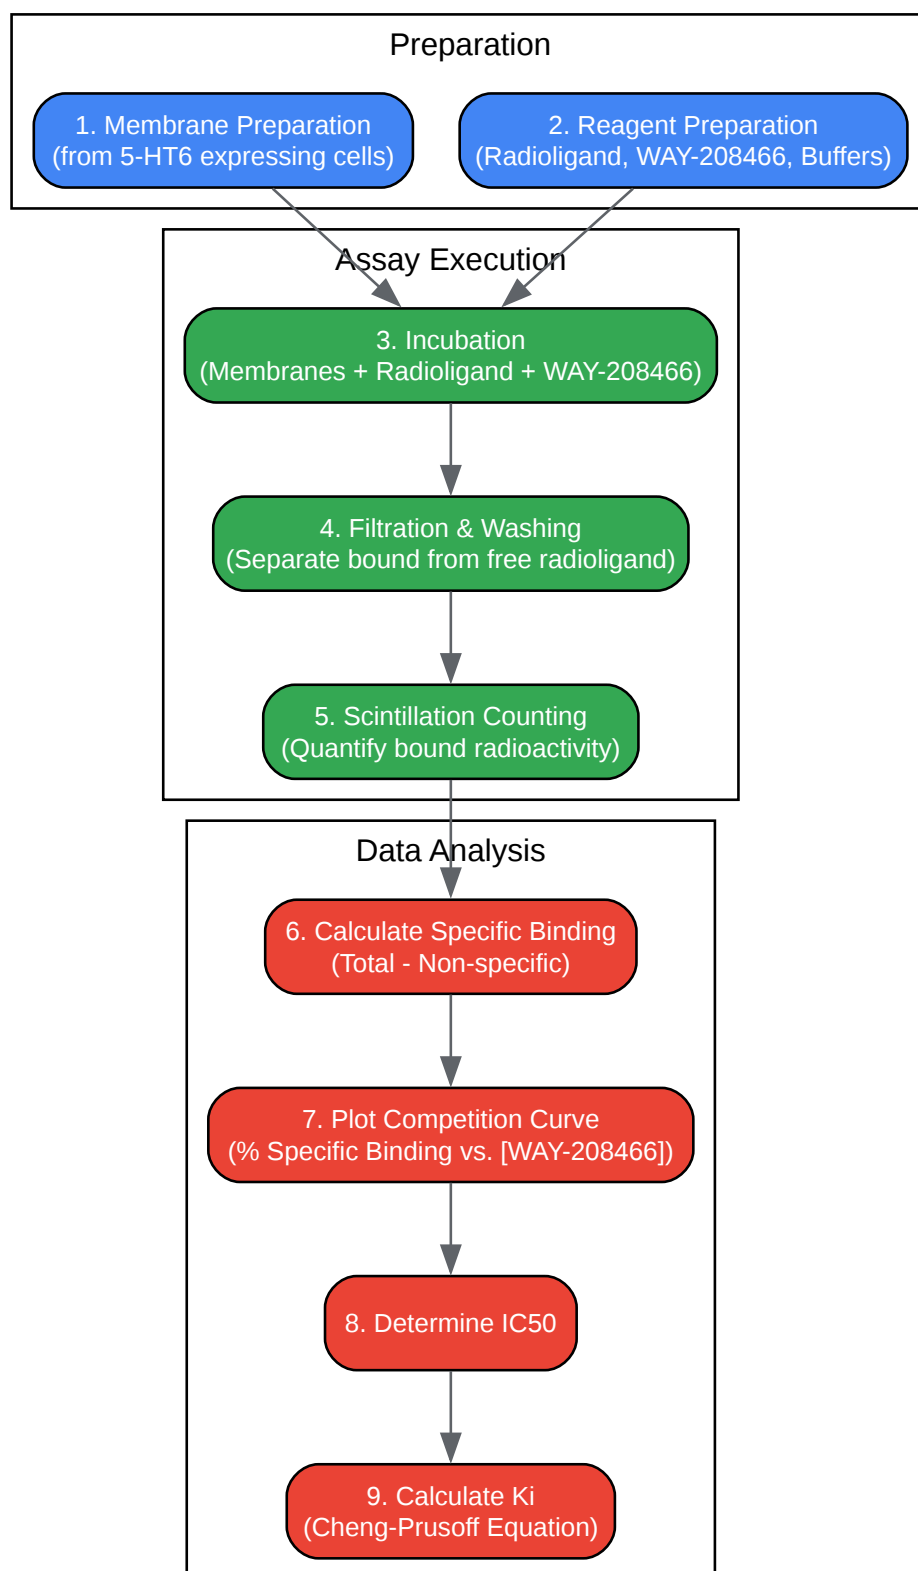 Preparation
1. Membrane Preparation
(from 5-HT6 expressing cells)
2. Reagent Preparation
(Radioligand, WAY-208466, Buffers)
Assay Execution
3. Incubation
(Membranes + Radioligand + WAY-208466)
4. Filtration & Washing
(Separate bound from free radioligand)
5. Scintillation Counting
(Quantify bound radioactivity)
Data Analysis
6. Calculate Specific Binding
(Total - Non-specific)
7. Plot Competition Curve
(% Specific Binding vs. [WAY-208466])
8. Determine IC50
9. Calculate Ki
(Cheng-Prusoff Equation)